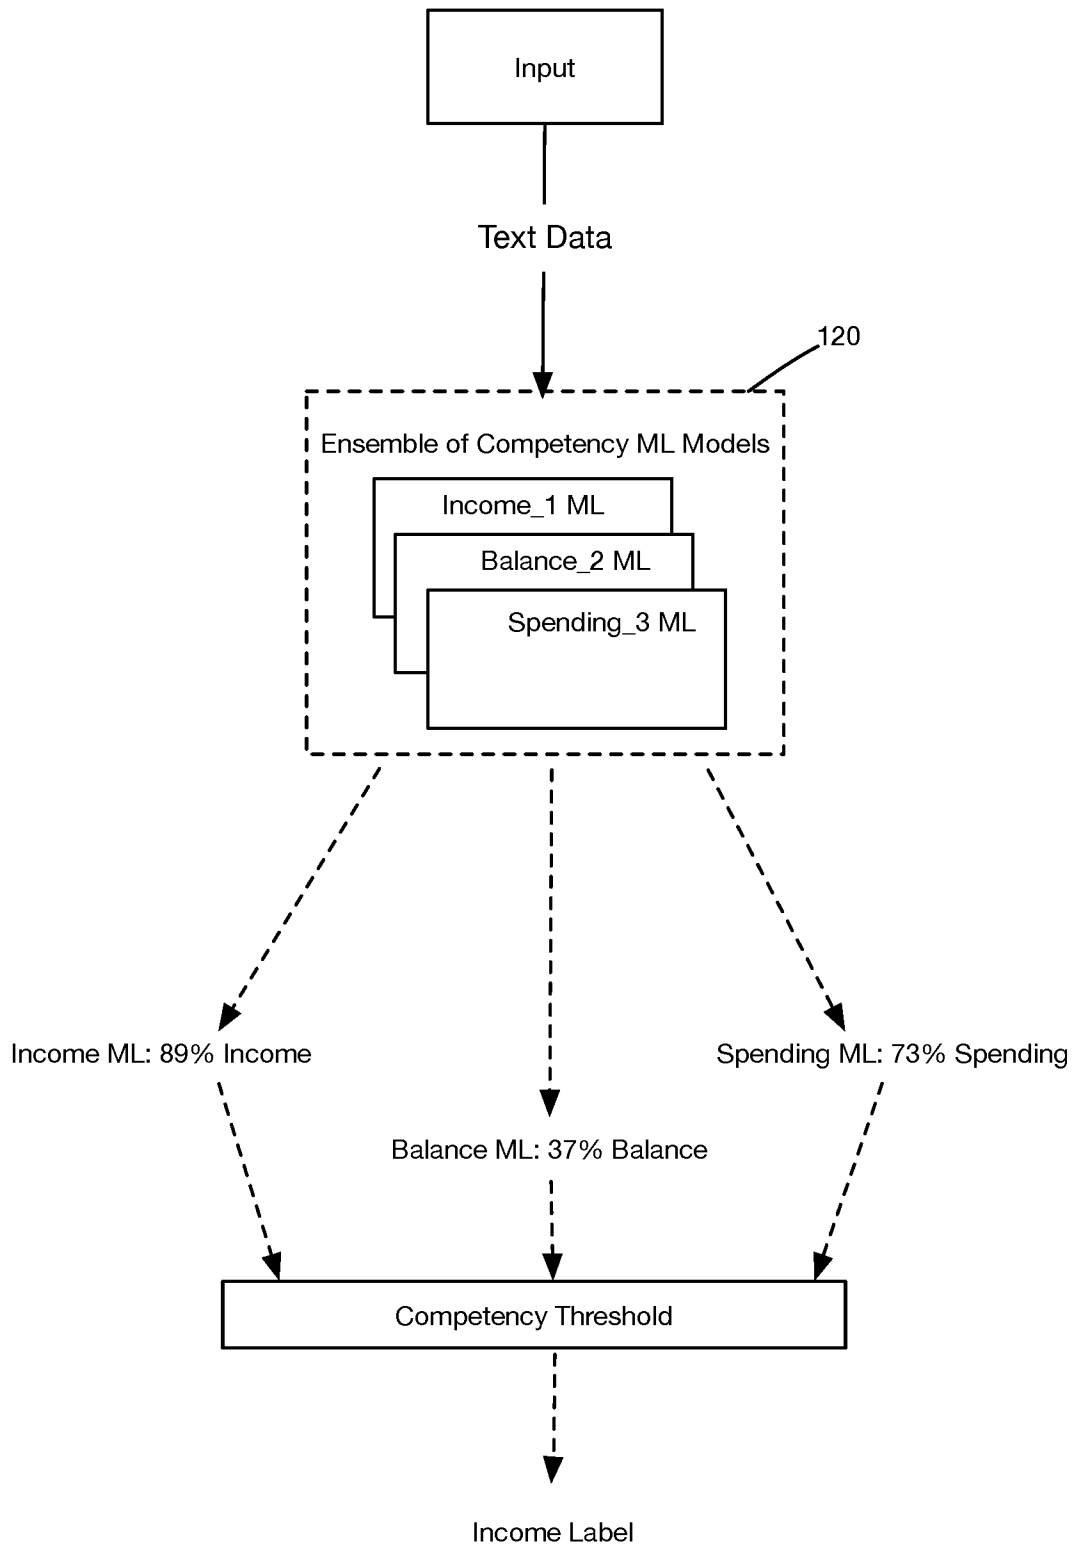 Input
Text Data
120
Ensemble of Competency ML Models
Income_1 ML
Balance_2 ML
Spending_3 ML
Income ML: 89% Income
Spending ML: 73% Spending
Balance ML: 37% Balance
Competency Threshold
Income Label